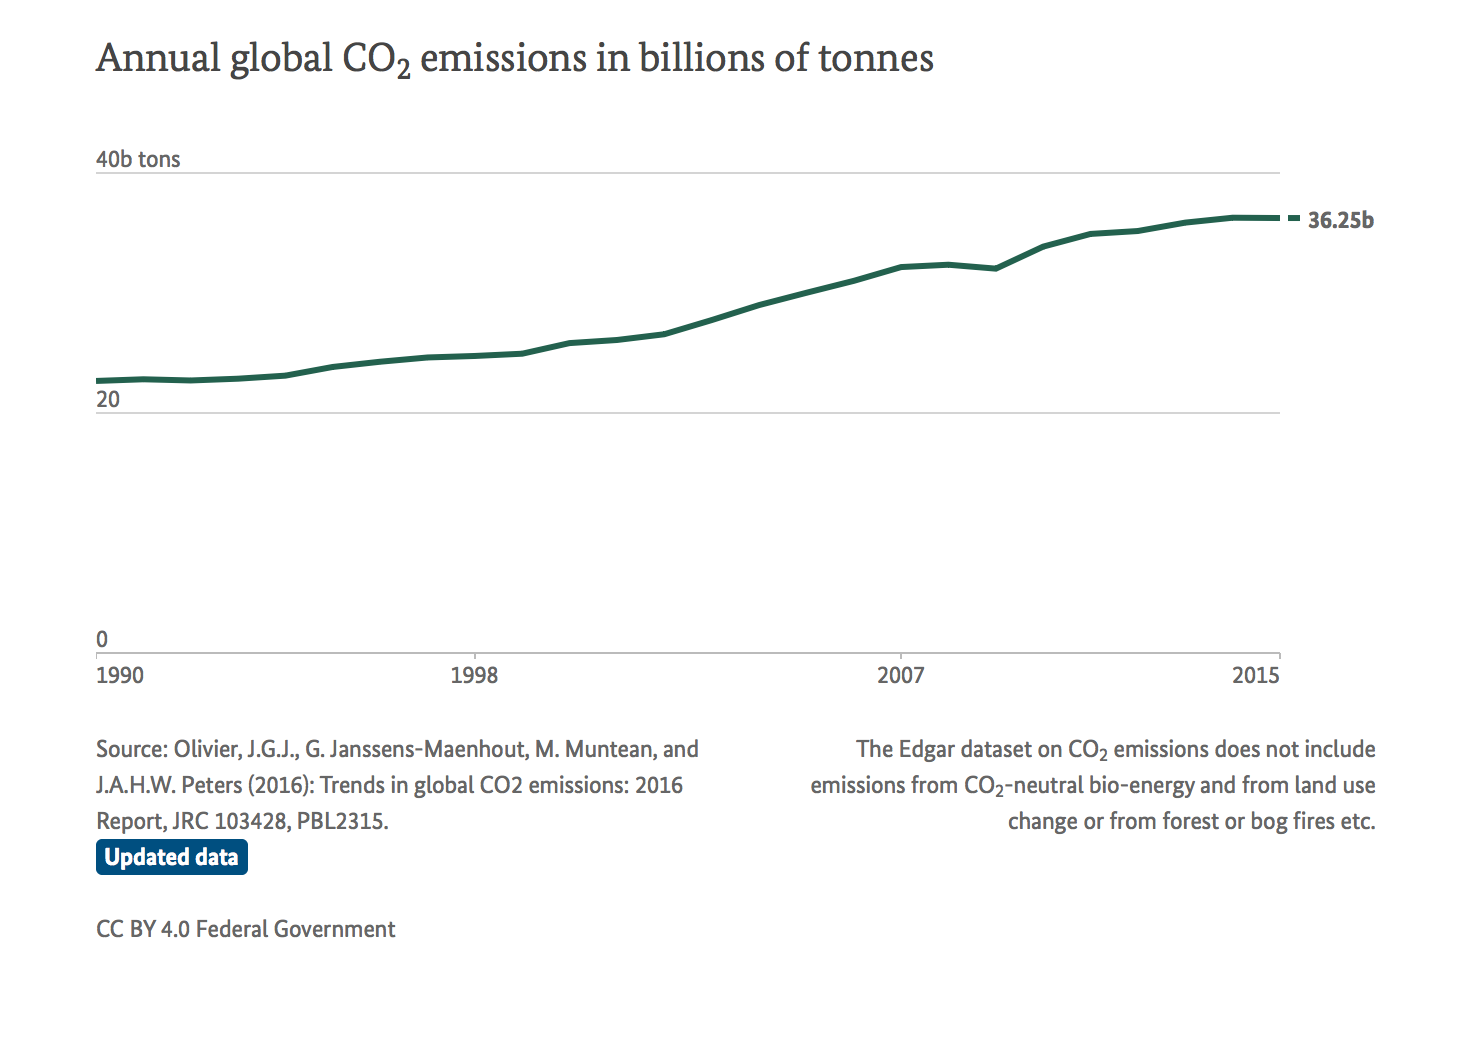 Annual global CO₂ emissions in billions of tonnes
40b tons
36.25b
20
0
1990 1998 2007 2015
Source: Olivier, J.G.J., G. Janssens-Maenhout, M. Muntean, and
J.A.H.W. Peters (2016): Trends in global CO2 emissions: 2016
Report, JRC 103428, PBL2315.
Updated data
The Edgar dataset on CO₂ emissions does not include
emissions from CO₂-neutral bio-energy and from land use
change or from forest or bog fires etc.
CC BY 4.0 Federal Government